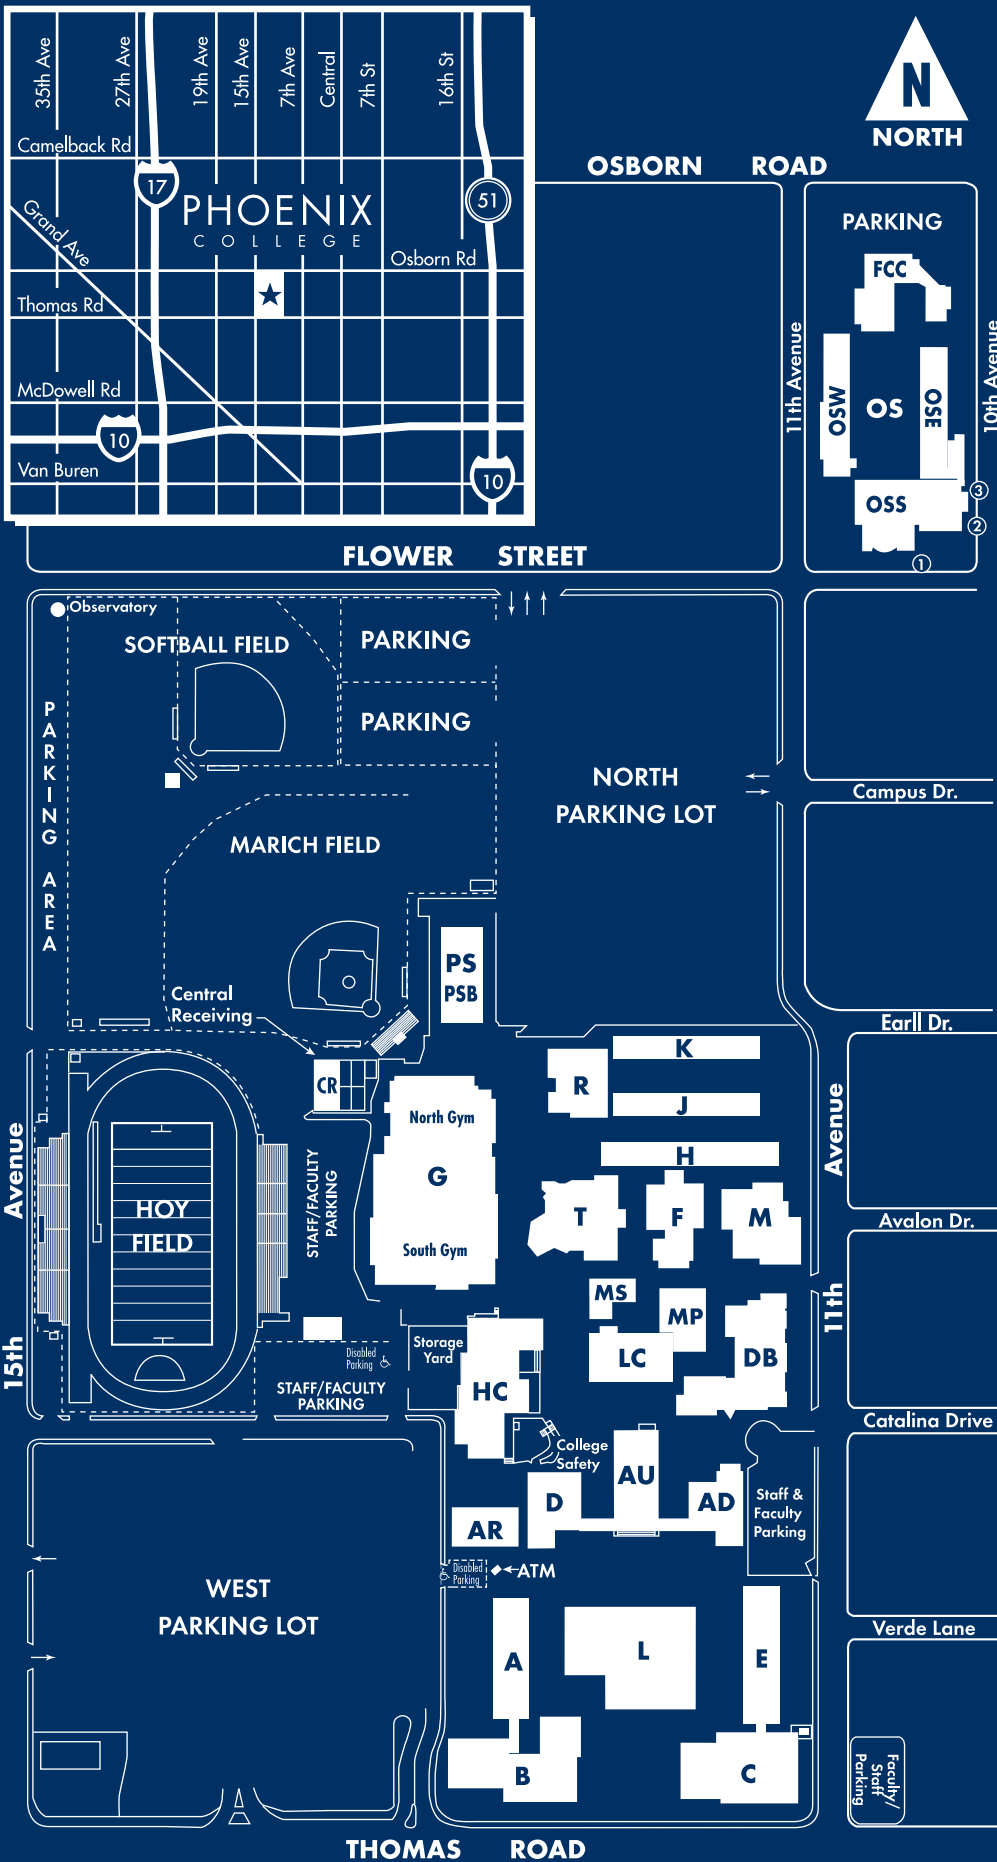 35th Ave
27th Ave
19th Ave
15th Ave
7th Ave
Central
7th St
16th St
Camelback Rd
17
PHOENIX
COLLEGE
51
Grand Ave
Osborn Rd
Thomas Rd
McDowell Rd
10
Van Buren
10
N
NORTH
OSBORN ROAD
PARKING
FCC
11th Avenue
10th Avenue
OSW
OS
OSE
OSS
3
2
1
FLOWER STREET
Observatory
SOFTBALL FIELD
PARKING
PARKING
PARKING AREA
NORTH
PARKING LOT
Campus Dr.
MARICH FIELD
PS
PSB
Central
Receiving
Earll Dr.
CR
K
R
J
North Gym
G
South Gym
H
STAFF/FACULTY
PARKING
HOY
FIELD
T
F
M
15th Avenue
11th Avenue
Avalon Dr.
MS
MP
Storage
Yard
LC
DB
Disabled
Parking
STAFF/FACULTY
PARKING
HC
Catalina Drive
College
Safety
AU
D
AD
Staff &
Faculty
Parking
AR
Disabled
Parking
ATM
WEST
PARKING LOT
Verde Lane
A
L
E
B
C
Faculty/
Staff
Parking
THOMAS ROAD